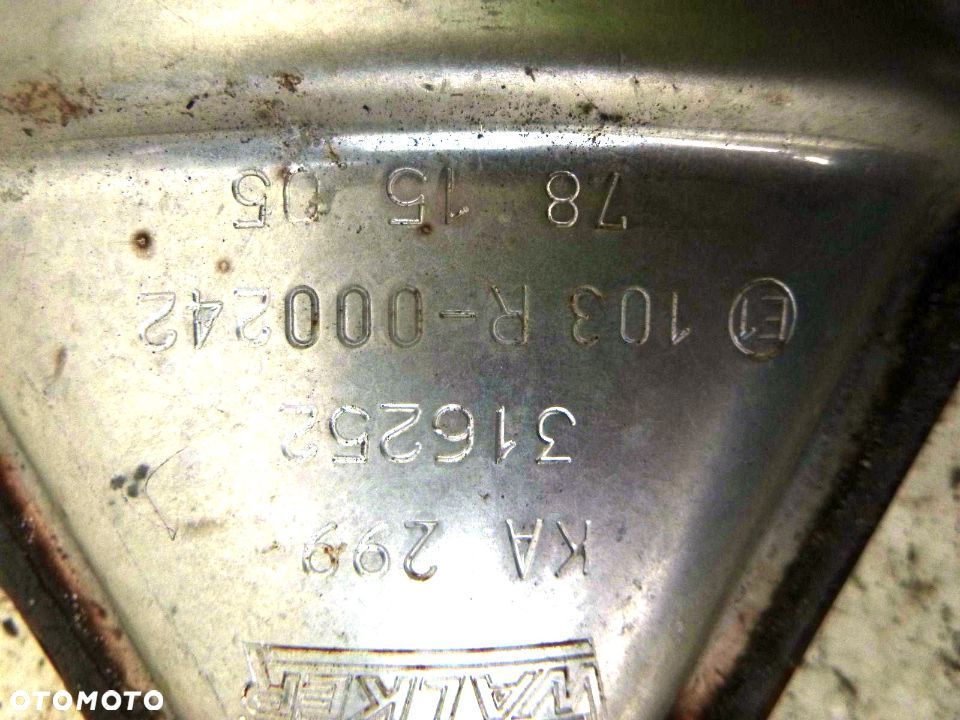 WALKER
KA 299
316252
E1 103 R-000242
78 15 05
OTOMOTO